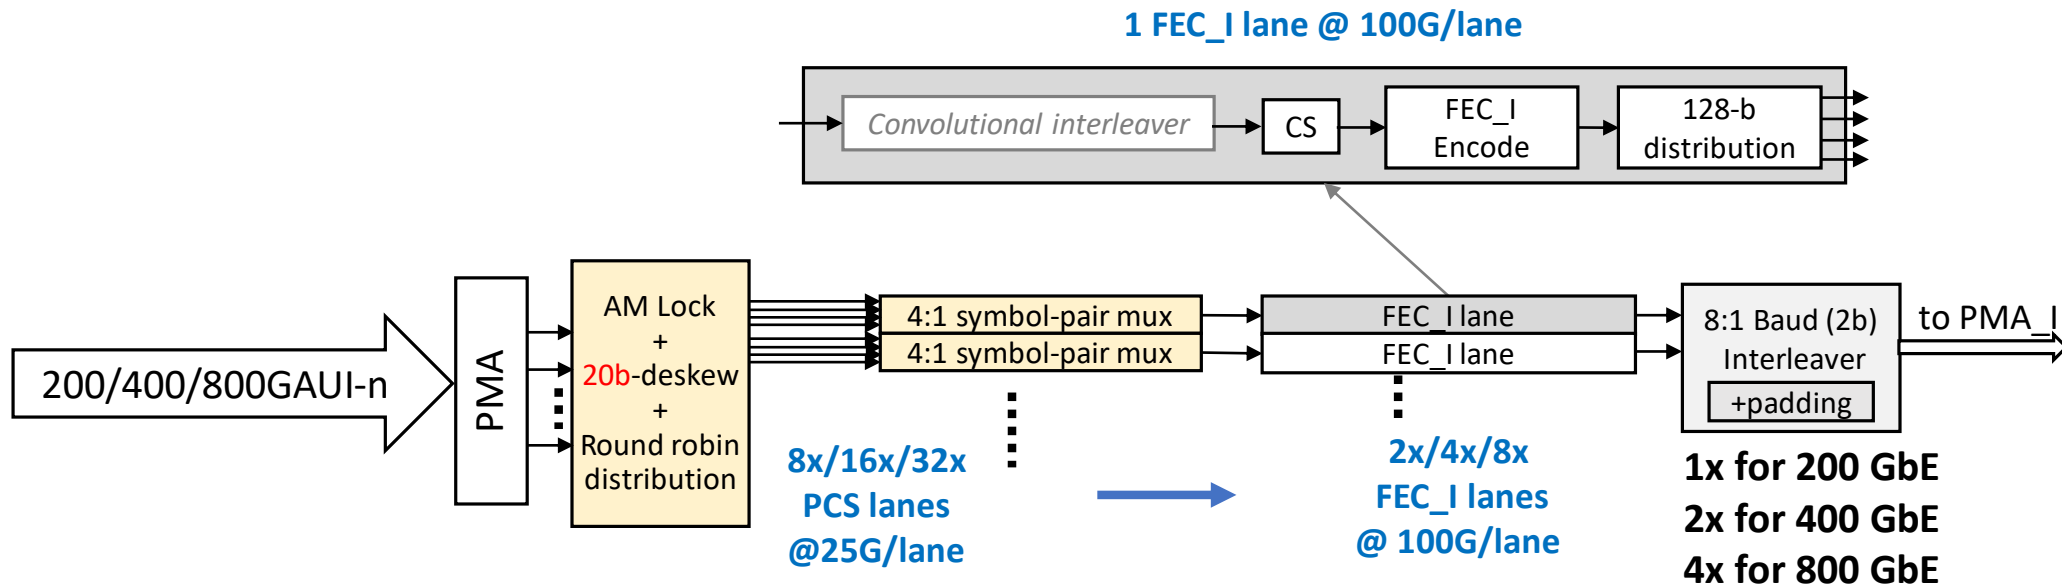 1 FEC_I lane @ 100G/lane
Convolutional interleaver
CS
FEC_I
Encode
128-b
distribution
200/400/800GAUI-n
PMA
AM Lock
+
20b-deskew
+
Round robin
distribution
4:1 symbol-pair mux
4:1 symbol-pair mux
FEC_I lane
FEC_I lane
8:1 Baud (2b)
Interleaver
+padding
to PMA_I
8x/16x/32x
PCS lanes
@25G/lane
2x/4x/8x
FEC_I lanes
@ 100G/lane
1x for 200 GbE
2x for 400 GbE
4x for 800 GbE